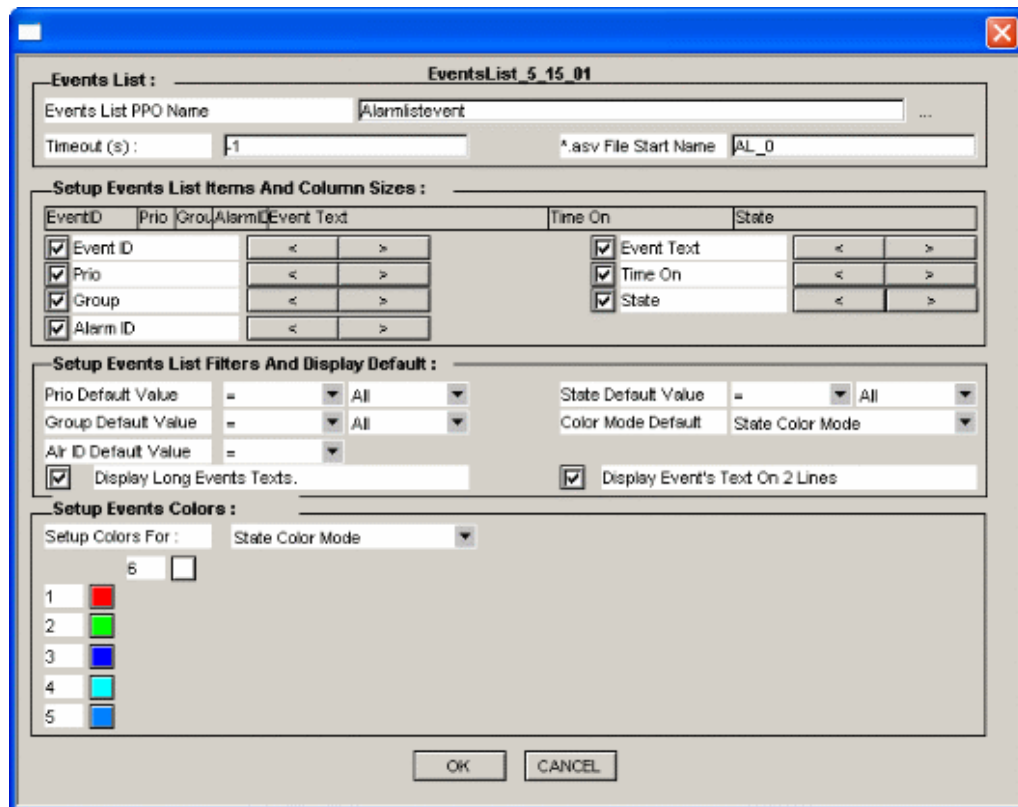 EventsList_5_15_01
Events List :
Events List PPO Name Alarmlistevent ...
Timeout (s) : -1 *.asv File Start Name AL_0
Setup Events List Items And Column Sizes :
EventID Prio Grou AlarmID Event Text Time On State
Event ID < > Event Text < >
Prio < > Time On < >
Group < > State < >
Alarm ID < >
Setup Events List Filters And Display Default :
Prio Default Value = All State Default Value = All
Group Default Value = All Color Mode Default State Color Mode
Alr ID Default Value =
Display Long Events Texts. Display Event's Text On 2 Lines
Setup Events Colors :
Setup Colors For : State Color Mode
6
1
2
3
4
5
OK CANCEL